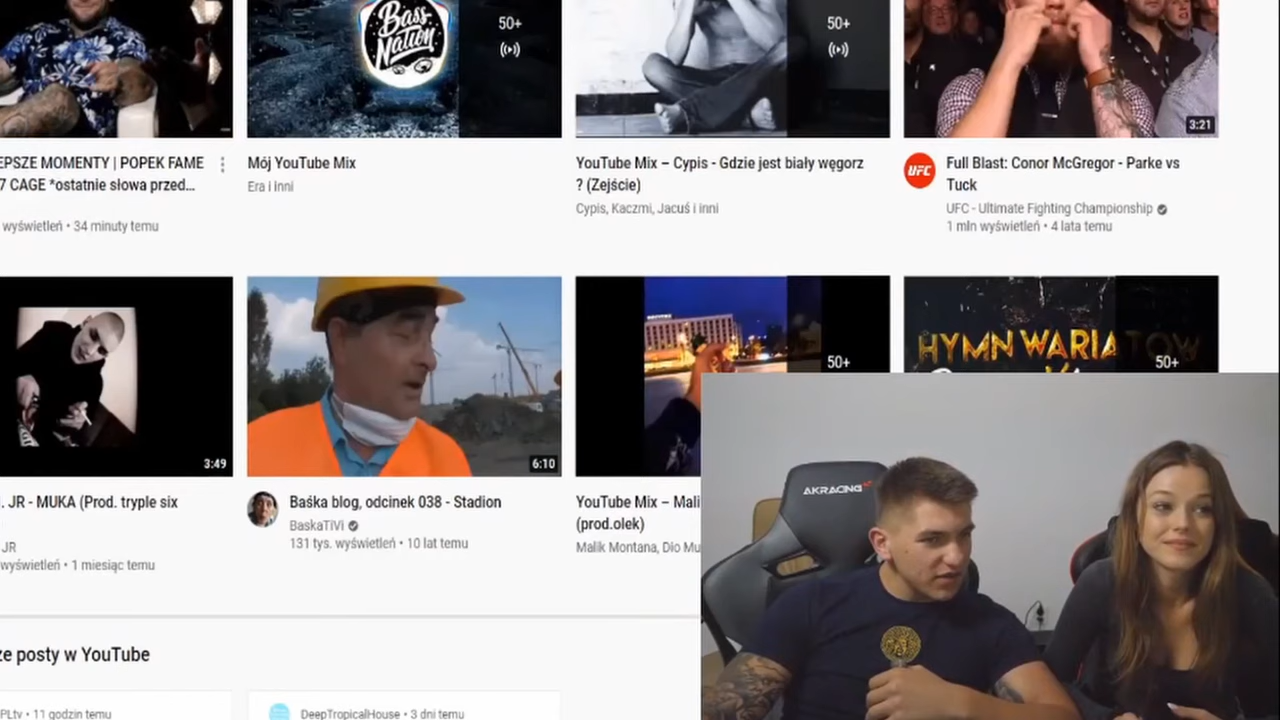 Bass
Nation
50+
50+
3:21
EPSZE MOMENTY | POPEK FAME
7 CAGE *ostatnie słowa przed...
wyświetleń • 34 minuty temu
Mój YouTube Mix
Era i inni
YouTube Mix – Cypis - Gdzie jest biały węgorz
? (Zejście)
Cypis, Kaczmi, Jacuś i inni
UFC
Full Blast: Conor McGregor - Parke vs
Tuck
UFC - Ultimate Fighting Championship
1 mln wyświetleń • 4 lata temu
3:49
6:10
50+
HYMN WARIATOW
50+
. JR - MUKA (Prod. tryple six
JR
wyświetleń • 1 miesiąc temu
Baśka blog, odcinek 038 - Stadion
BaskaTiVi
131 tys. wyświetleń • 10 lat temu
YouTube Mix – Mali
(prod.olek)
Malik Montana, Dio Mu
AKRACING
ze posty w YouTube
PLtv • 11 godzin temu
DeepTropicalHouse • 3 dni temu